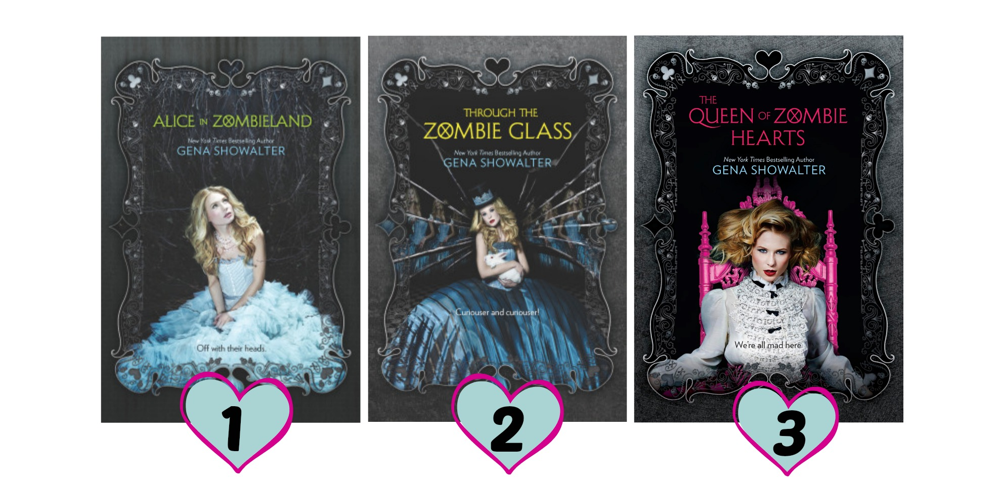 ALICE IN ZOMBIELAND
New York Times Bestselling Author
GENA SHOWALTER
Off with their heads.
1
THROUGH THE
ZOMBIE GLASS
New York Times Bestselling Author
GENA SHOWALTER
Curiouser and curiouser!
2
THE
QUEEN OF ZOMBIE
HEARTS
New York Times Bestselling Author
GENA SHOWALTER
We're all mad here
3